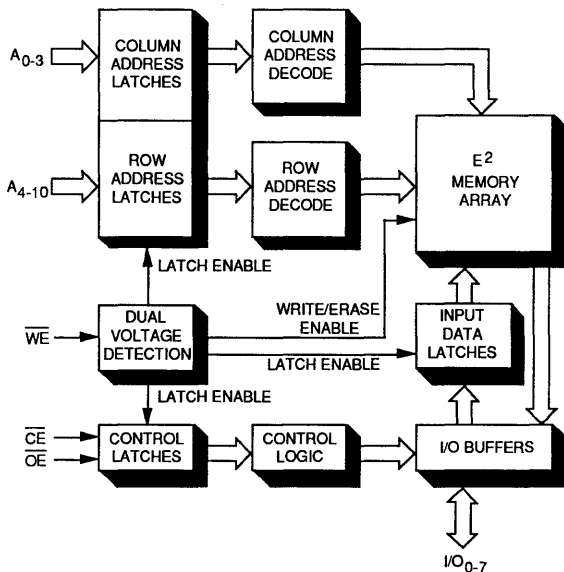 A0-3
COLUMN
ADDRESS
LATCHES
COLUMN
ADDRESS
DECODE
A4-10
ROW
ADDRESS
LATCHES
ROW
ADDRESS
DECODE
E²
MEMORY
ARRAY
LATCH ENABLE
WE
DUAL
VOLTAGE
DETECTION
WRITE/ERASE
ENABLE
LATCH ENABLE
INPUT
DATA
LATCHES
LATCH ENABLE
CE
OE
CONTROL
LATCHES
CONTROL
LOGIC
I/O BUFFERS
I/O0-7